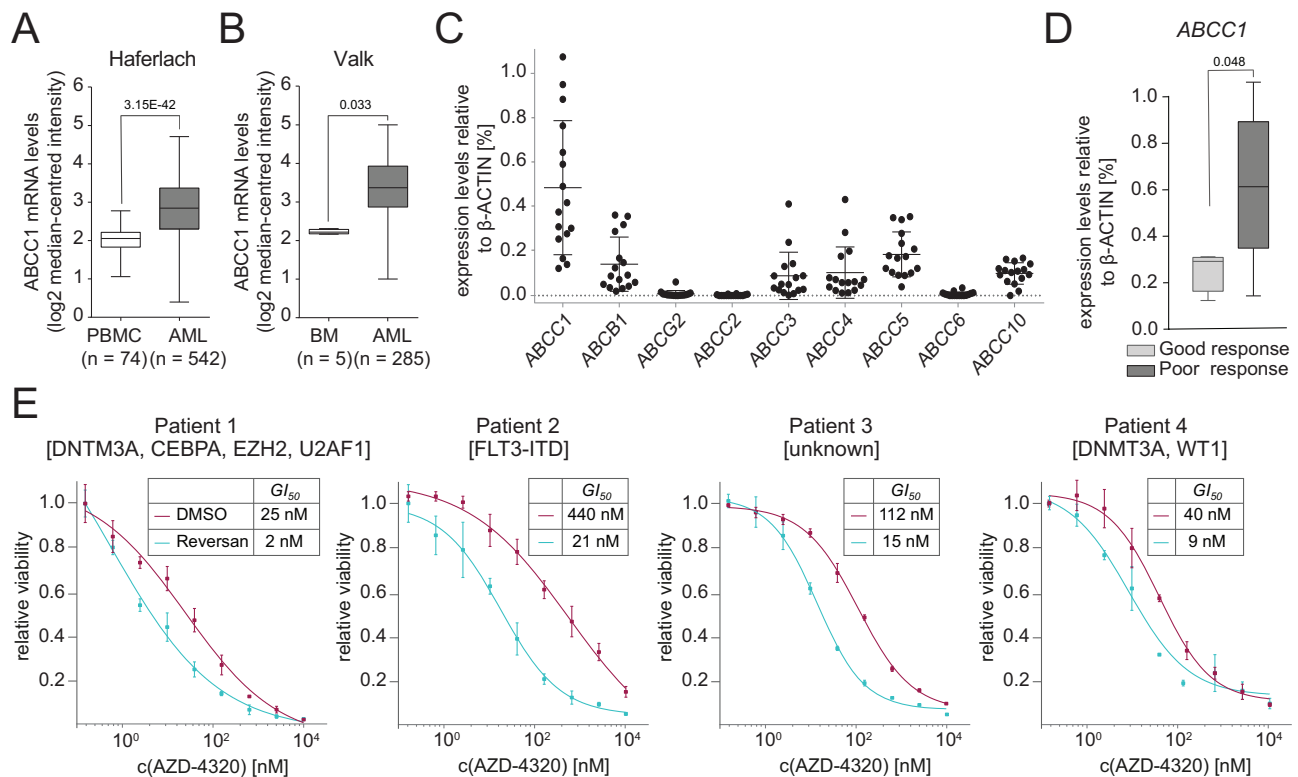 A
Haferlach
3.15E-42
ABCC1 mRNA levels
(log2 median-centred intensity)
6
5
4
3
2
1
0
PBMC AML
(n = 74) (n = 542)
B
Valk
0.033
ABCC1 mRNA levels
(log2 median-centred intensity)
6
5
4
3
2
1
0
BM AML
(n = 5) (n = 285)
C
expression levels relative
to β-ACTIN [%]
1.0
0.8
0.6
0.4
0.2
0.0
ABCC1
ABCB1
ABCG2
ABCC2
ABCC3
ABCC4
ABCC5
ABCC6
ABCC10
D
ABCC1
0.048
expression levels relative
to β-ACTIN [%]
1.0
0.8
0.6
0.4
0.2
0.0
Good response
Poor response
E
Patient 1
[DNTM3A, CEBPA, EZH2, U2AF1]
GI50
DMSO 25 nM
Reversan 2 nM
relative viability
1.0
0.8
0.6
0.4
0.2
10^0 10^2 10^4
c(AZD-4320) [nM]
Patient 2
[FLT3-ITD]
GI50
440 nM
21 nM
relative viability
1.0
0.8
0.6
0.4
0.2
10^0 10^2 10^4
c(AZD-4320) [nM]
Patient 3
[unknown]
GI50
112 nM
15 nM
relative viability
1.0
0.8
0.6
0.4
0.2
10^0 10^2 10^4
c(AZD-4320) [nM]
Patient 4
[DNMT3A, WT1]
GI50
40 nM
9 nM
relative viability
1.0
0.8
0.6
0.4
0.2
10^0 10^2 10^4
c(AZD-4320) [nM]